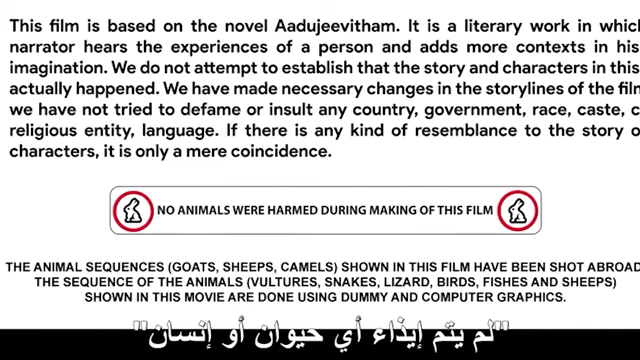 This film is based on the novel Aadujeevitham. It is a literary work in which
narrator hears the experiences of a person and adds more contexts in his
imagination. We do not attempt to establish that the story and characters in this
actually happened. We have made necessary changes in the storylines of the
we have not tried to defame or insult any country, government, race, caste,
religious entity, language. If there is any kind of resemblance to the story
characters, it is only a mere coincidence.
NO ANIMALS WERE HARMED DURING MAKING OF THIS FILM
THE ANIMAL SEQUENCES (GOATS, SHEEPS, CAMELS) SHOWN IN THIS FILM HAVE BEEN SHOT ABROAD
THE SEQUENCE OF THE ANIMALS (VULTURES, SNAKES, LIZARD, BIRDS, FISHES AND SHEEPS)
SHOWN IN THIS MOVIE ARE DONE USING DUMMY AND COMPUTER GRAPHICS.
"لم يتم إيذاء أي حيوان أو إنسان"